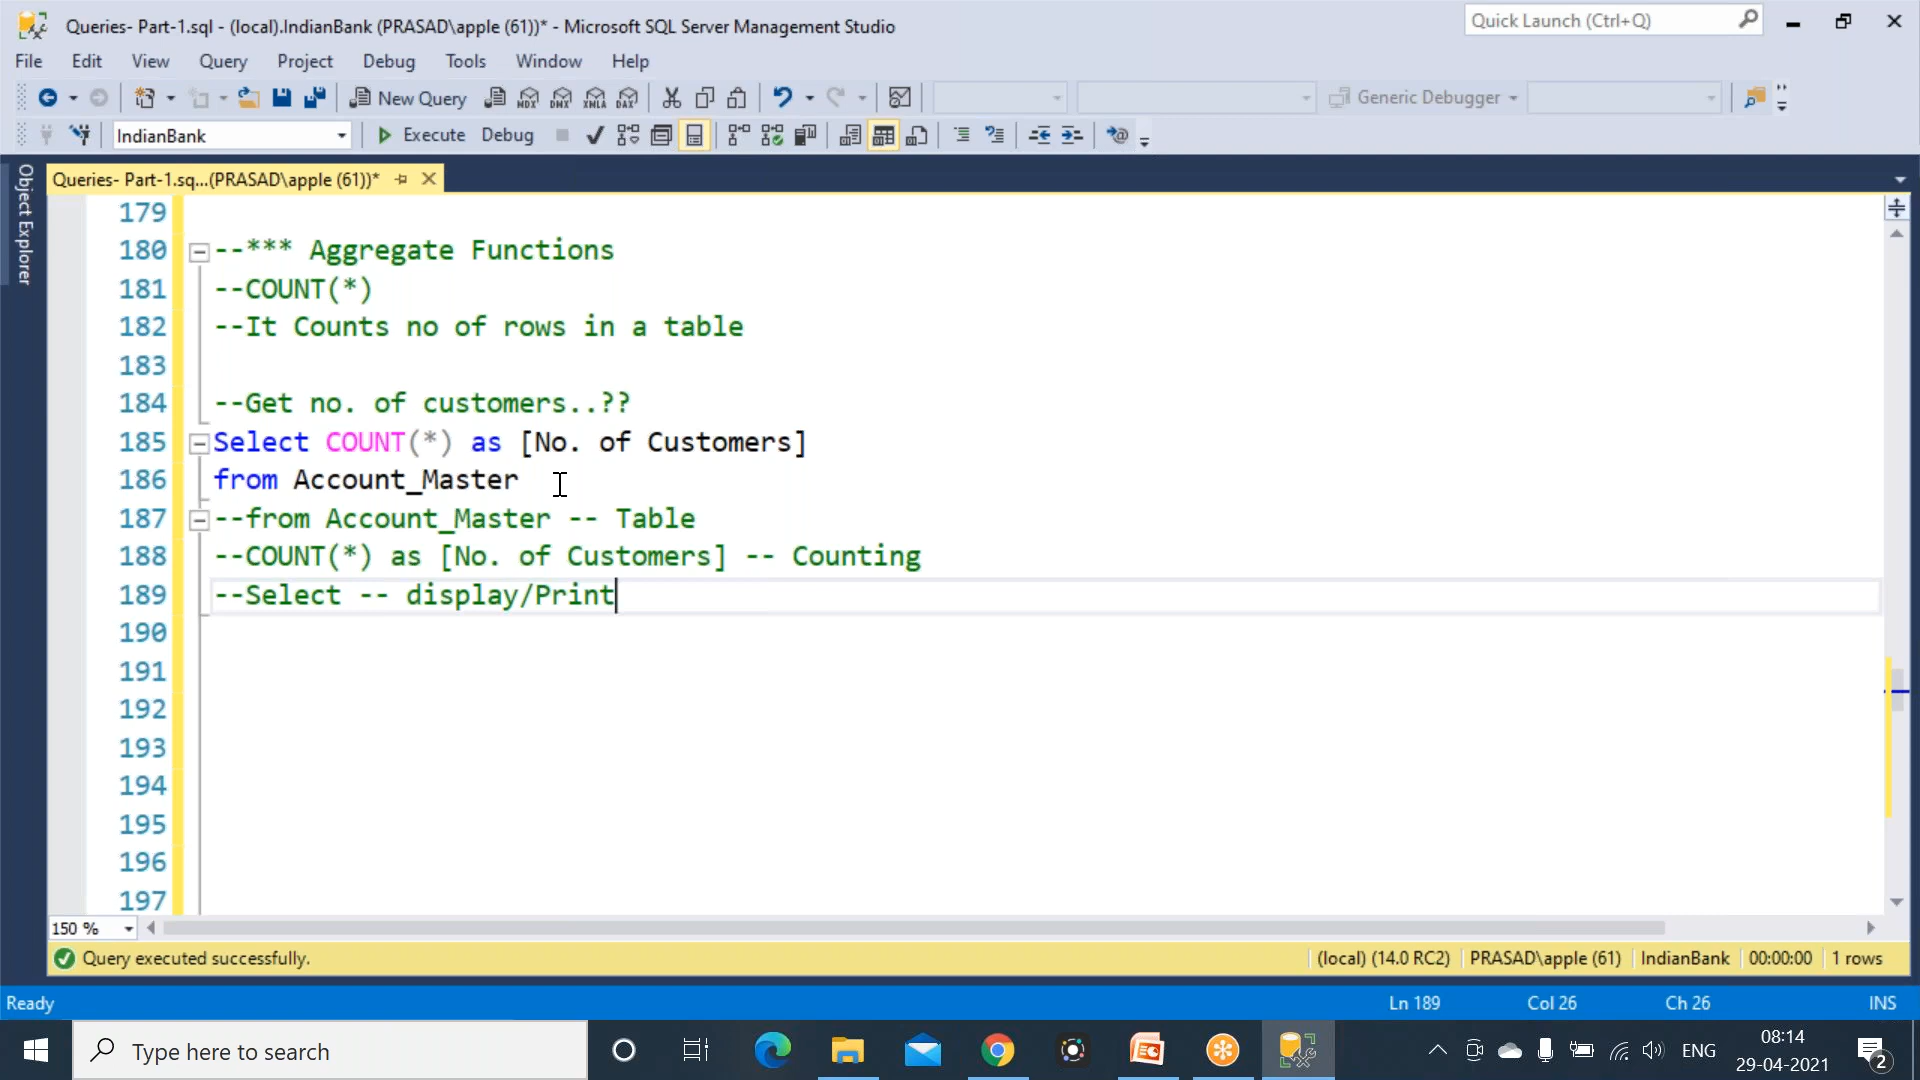 Queries- Part-1.sql - (local).IndianBank (PRASAD\apple (61))* - Microsoft SQL Server Management Studio
Quick Launch (Ctrl+Q)
File Edit View Query Project Debug Tools Window Help
New Query MDX DMX XMLA DAX Generic Debugger
IndianBank Execute Debug
Object Explorer
Queries- Part-1.sq...(PRASAD\apple (61))*
179
180 --*** Aggregate Functions
181 --COUNT(*)
182 --It Counts no of rows in a table
183
184 --Get no. of customers..??
185 Select COUNT(*) as [No. of Customers]
186 from Account_Master
187 --from Account_Master -- Table
188 --COUNT(*) as [No. of Customers] -- Counting
189 --Select -- display/Print
190
191
192
193
194
195
196
197
150 %
Query executed successfully. (local) (14.0 RC2) PRASAD\apple (61) IndianBank 00:00:00 1 rows
Ready Ln 189 Col 26 Ch 26 INS
Type here to search ENG 08:14
29-04-2021 2